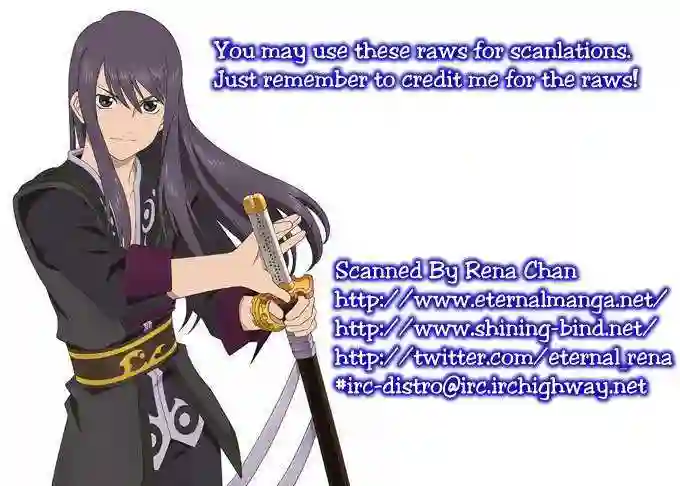 You may use these raws for scanlations.
Just remember to credit me for the raws!
Scanned By Rena Chan
http://www.eternalmanga.net/
http://www.shining-bind.net/
http://twitter.com/eternal_rena
#irc-distro@irc.irchighway.net